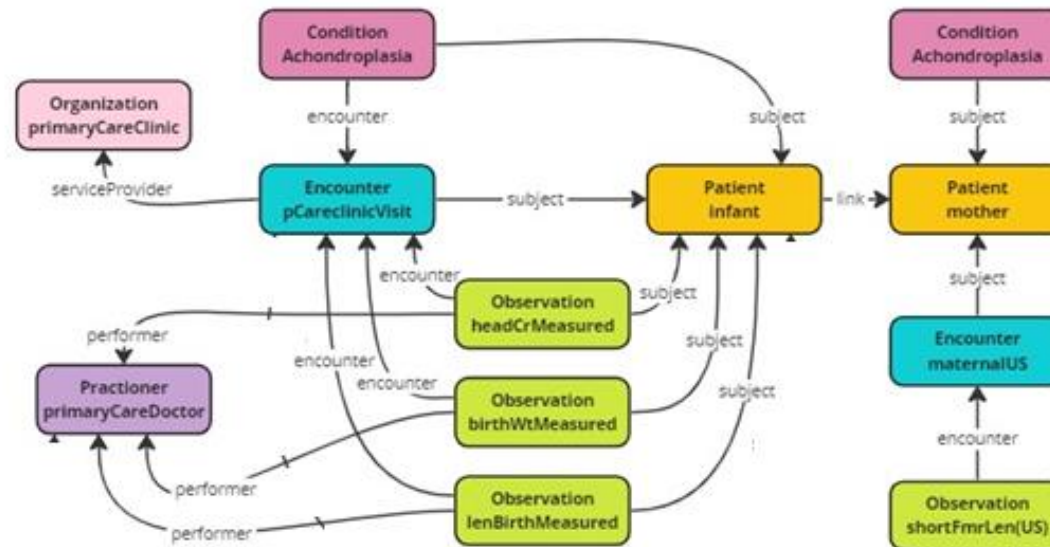 Condition
Achondroplasia
Condition
Achondroplasia
Organization
primaryCareClinic
encounter
subject
subject
serviceProvider
Encounter
pCareclinicVisit
subject
Patient
infant
link
Patient
mother
encounter
Observation
headCrMeasured
subject
subject
performer
Encounter
maternalUS
encounter
subject
Practioner
primaryCareDoctor
encounter
Observation
birthWtMeasured
subject
encounter
performer
Observation
lenBirthMeasured
performer
Observation
shortFmrLen(US)